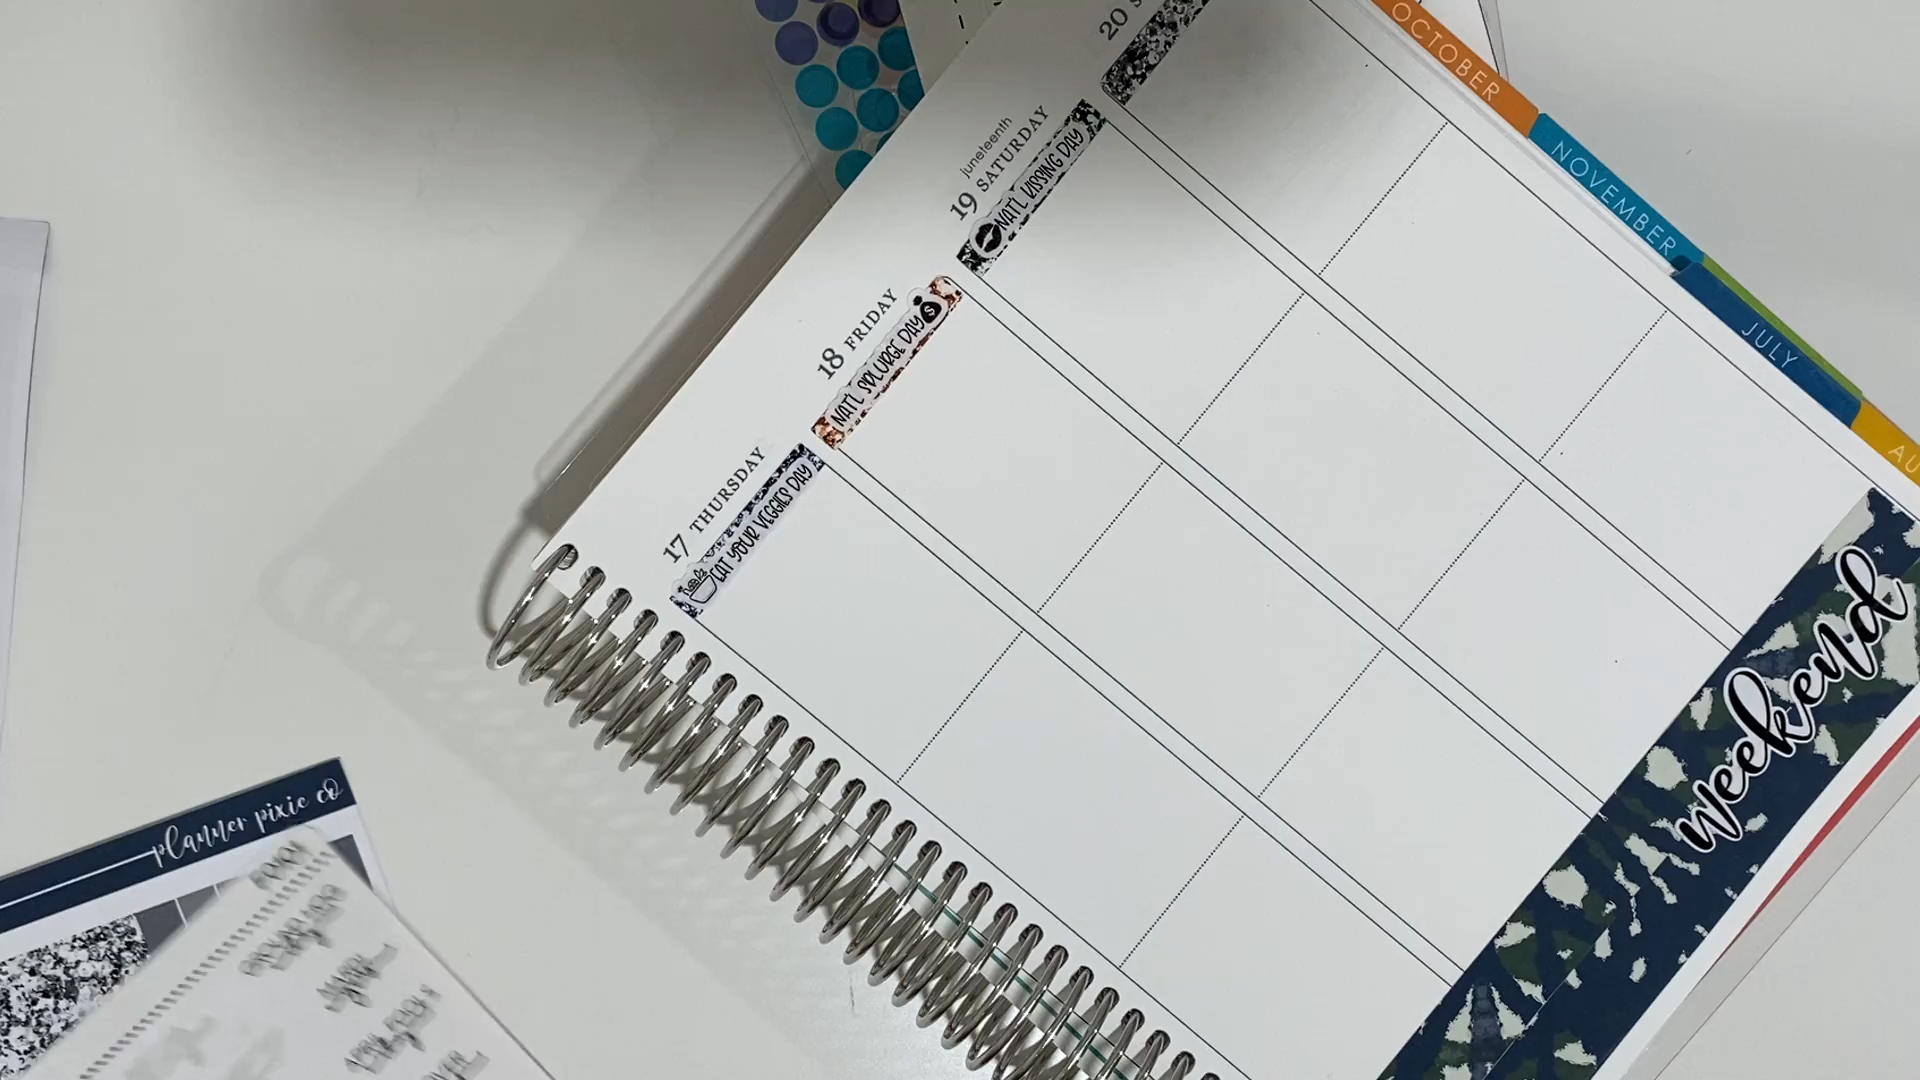 OCTOBER
NOVEMBER
JULY
AU
20 S
juneteenth
19 SATURDAY
NAT'L KISSING DAY
18 FRIDAY
NAT'L SPLURGE DAY
$
17 THURSDAY
EAT YOUR VEGGIES DAY
weekend
planner pixie co